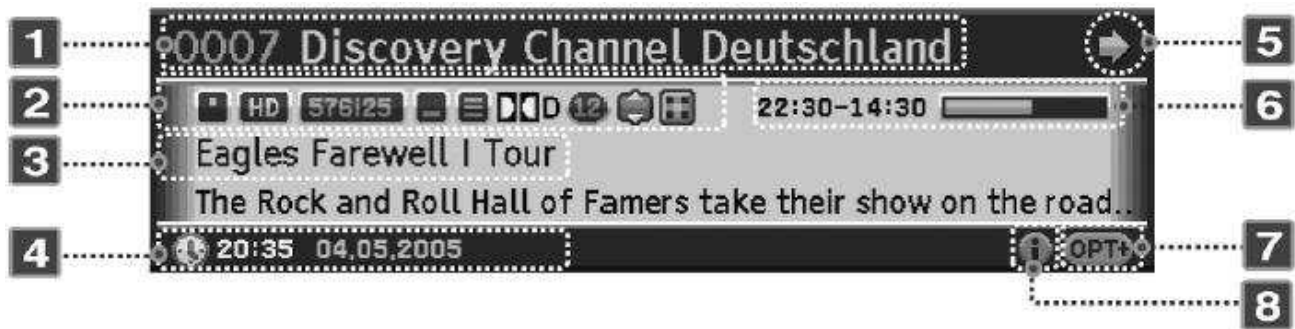 1 0007 Discovery Channel Deutschland 5
2 HD 576i25 D 12 22:30-14:30 6
3 Eagles Farewell I Tour
The Rock and Roll Hall of Famers take their show on the road..
4 20:35 04.05.2005 i OPT+ 7
8